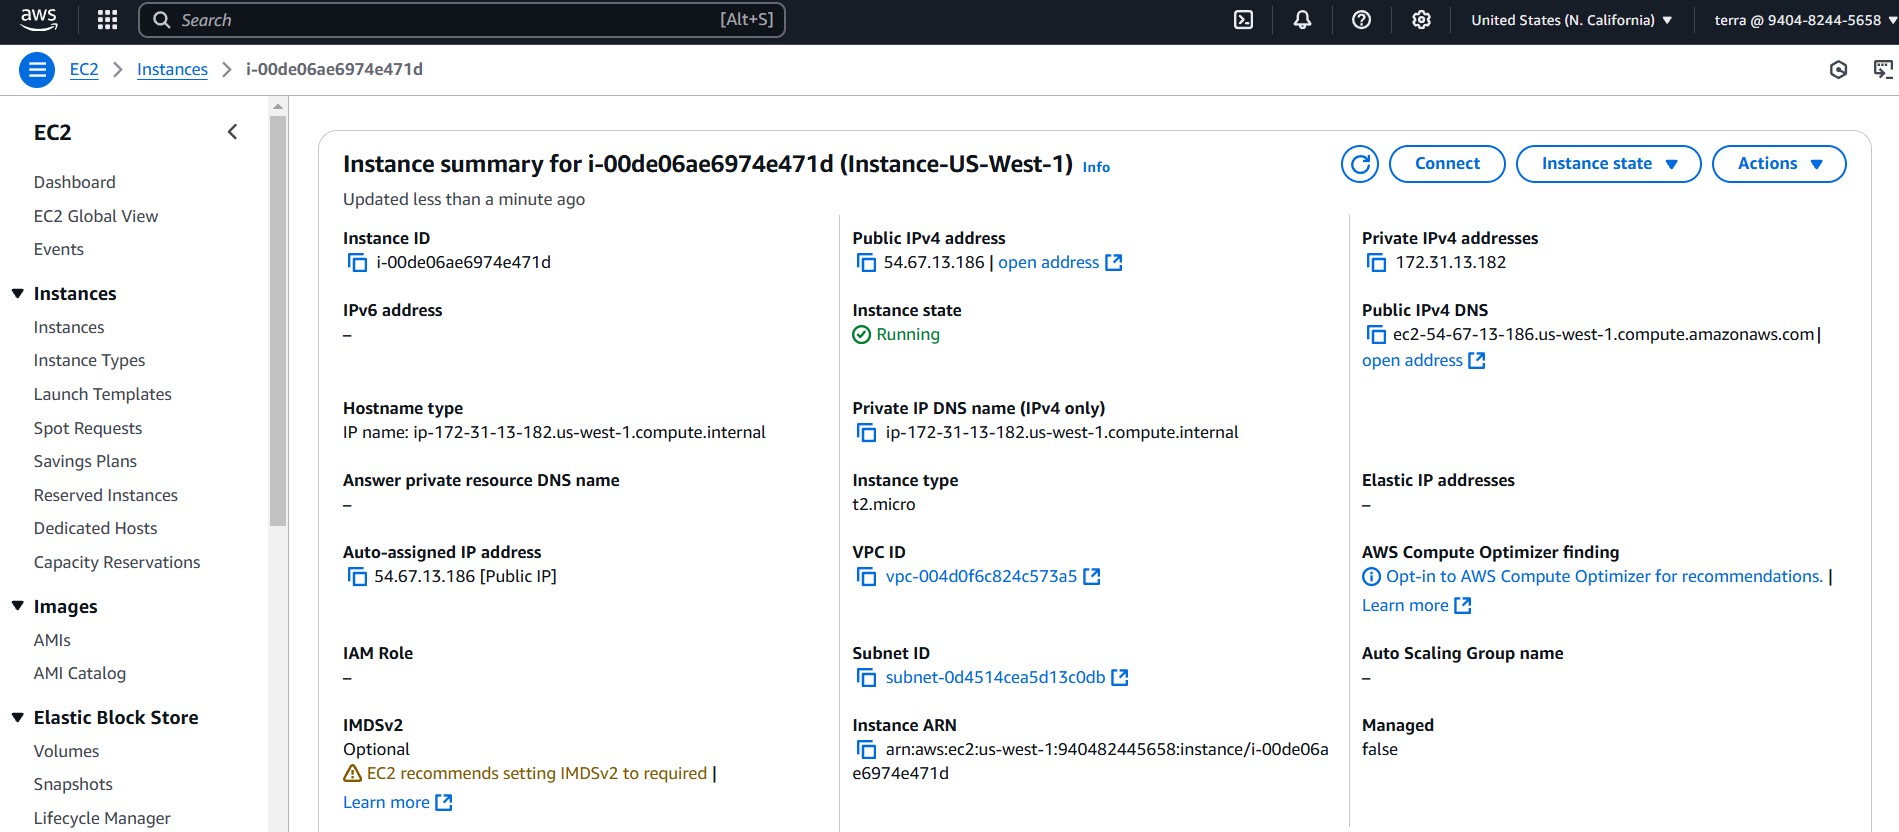 aws
Search
[Alt+S]
United States (N. California)
terra @ 9404-8244-5658
EC2
Instances
i-00de06ae6974e471d
EC2
Dashboard
EC2 Global View
Events
Instances
Instances
Instance Types
Launch Templates
Spot Requests
Savings Plans
Reserved Instances
Dedicated Hosts
Capacity Reservations
Images
AMIs
AMI Catalog
Elastic Block Store
Volumes
Snapshots
Lifecycle Manager
Instance summary for i-00de06ae6974e471d (Instance-US-West-1) Info
Updated less than a minute ago
Connect
Instance state
Actions
Instance ID
i-00de06ae6974e471d
Public IPv4 address
54.67.13.186 | open address
Private IPv4 addresses
172.31.13.182
IPv6 address
–
Instance state
Running
Public IPv4 DNS
ec2-54-67-13-186.us-west-1.compute.amazonaws.com |
open address
Hostname type
IP name: ip-172-31-13-182.us-west-1.compute.internal
Private IP DNS name (IPv4 only)
ip-172-31-13-182.us-west-1.compute.internal
Answer private resource DNS name
–
Instance type
t2.micro
Elastic IP addresses
–
Auto-assigned IP address
54.67.13.186 [Public IP]
VPC ID
vpc-004d0f6c824c573a5
AWS Compute Optimizer finding
Opt-in to AWS Compute Optimizer for recommendations. |
Learn more
IAM Role
–
Subnet ID
subnet-0d4514cea5d13c0db
Auto Scaling Group name
–
IMDSv2
Optional
EC2 recommends setting IMDSv2 to required |
Learn more
Instance ARN
arn:aws:ec2:us-west-1:940482445658:instance/i-00de06a
e6974e471d
Managed
false